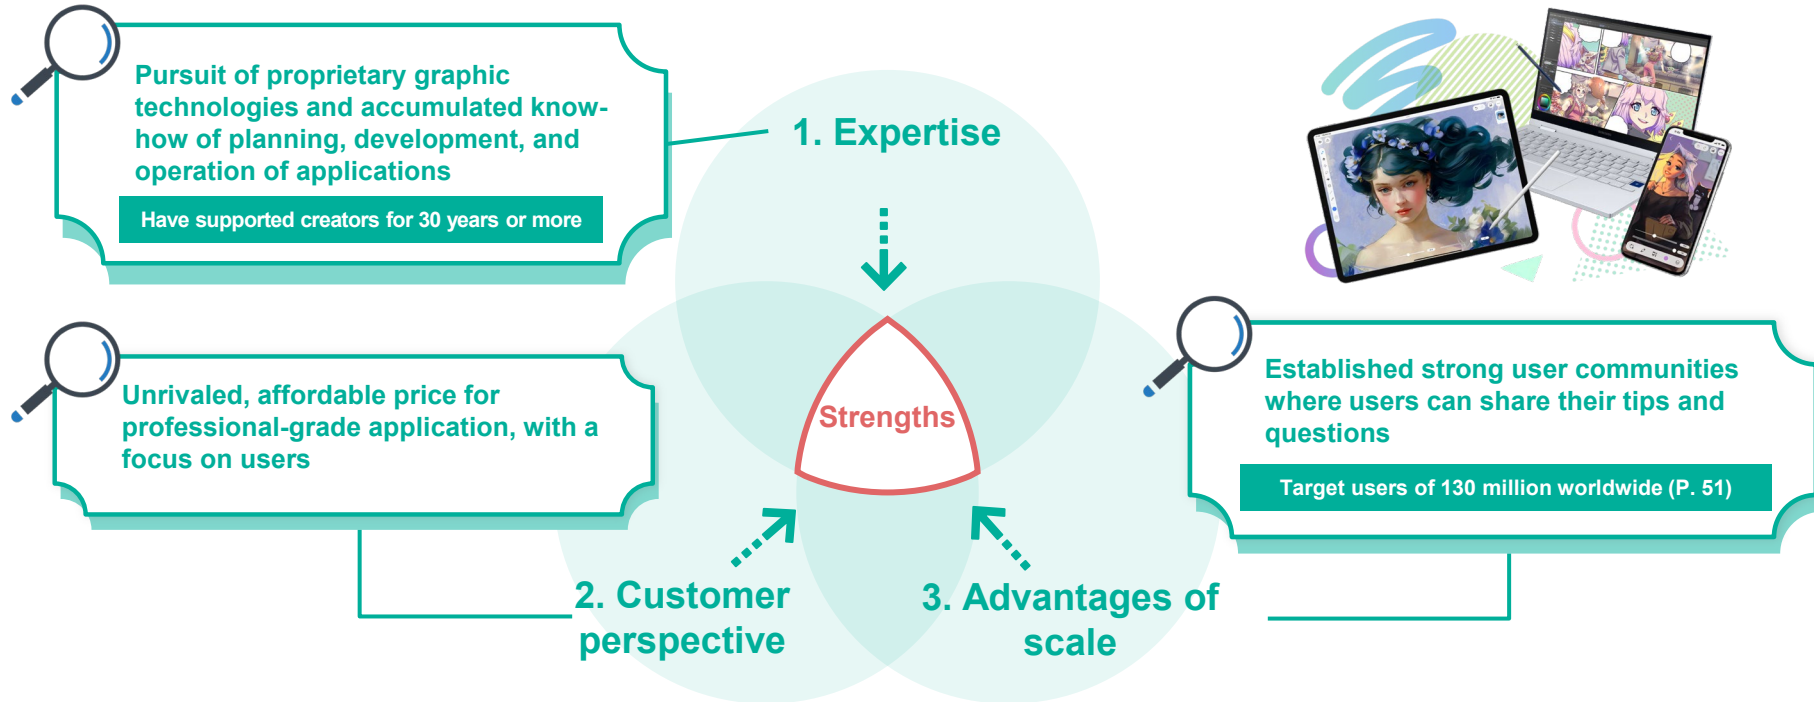 Pursuit of proprietary graphic
technologies and accumulated know-
how of planning, development, and
operation of applications
Have supported creators for 30 years or more
1. Expertise
Unrivaled, affordable price for
professional-grade application, with a
focus on users
Strengths
Established strong user communities
where users can share their tips and
questions
Target users of 130 million worldwide (P. 51)
2. Customer
perspective
3. Advantages of
scale